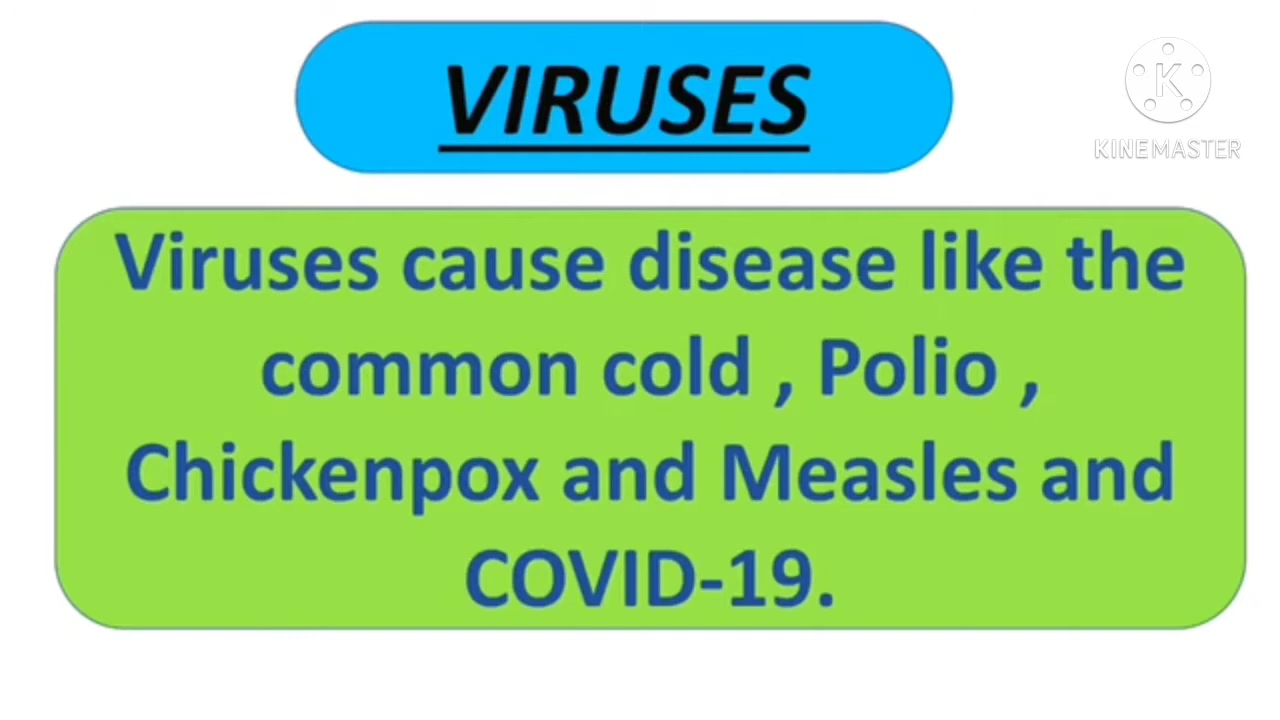 VIRUSES
K
KINEMASTER
Viruses cause disease like the
common cold , Polio ,
Chickenpox and Measles and
COVID-19.